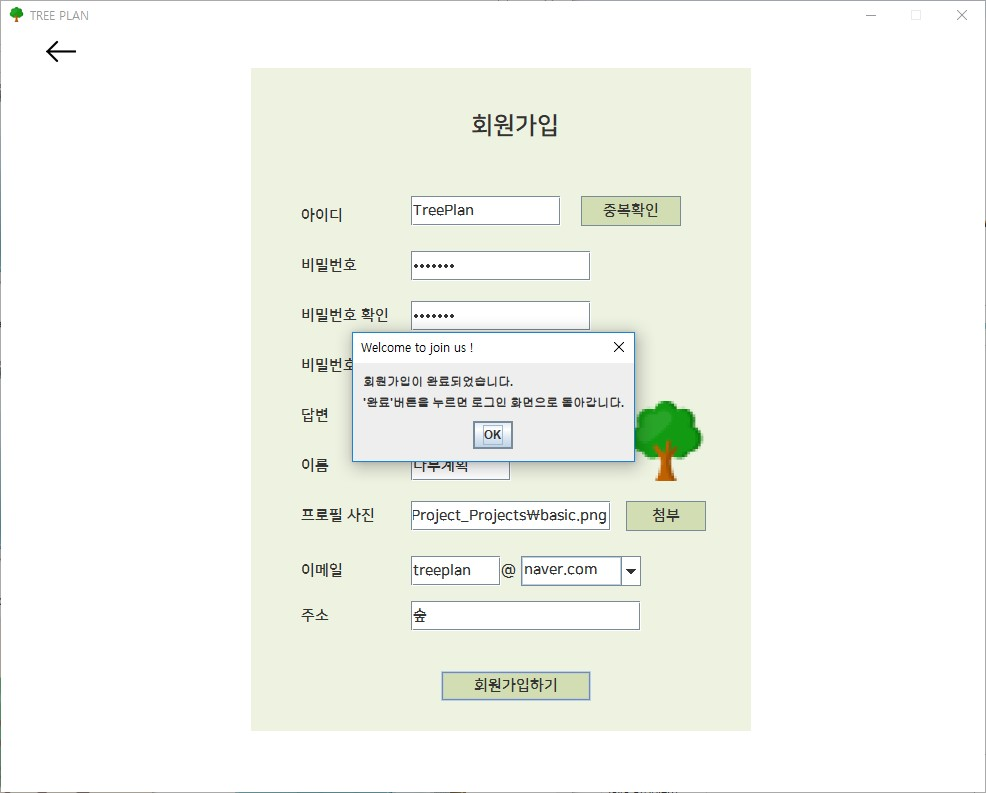 TREE PLAN
회원가입
아이디 TreePlan 중복확인
비밀번호 •••••••
비밀번호 확인 •••••••
Welcome to join us !
비밀번호
회원가입이 완료되었습니다.
'완료'버튼을 누르면 로그인 화면으로 돌아갑니다.
답변
OK
이름 나무계획
프로필 사진 Project_Projects₩basic.png 첨부
이메일 treeplan @ naver.com
주소 숲
회원가입하기